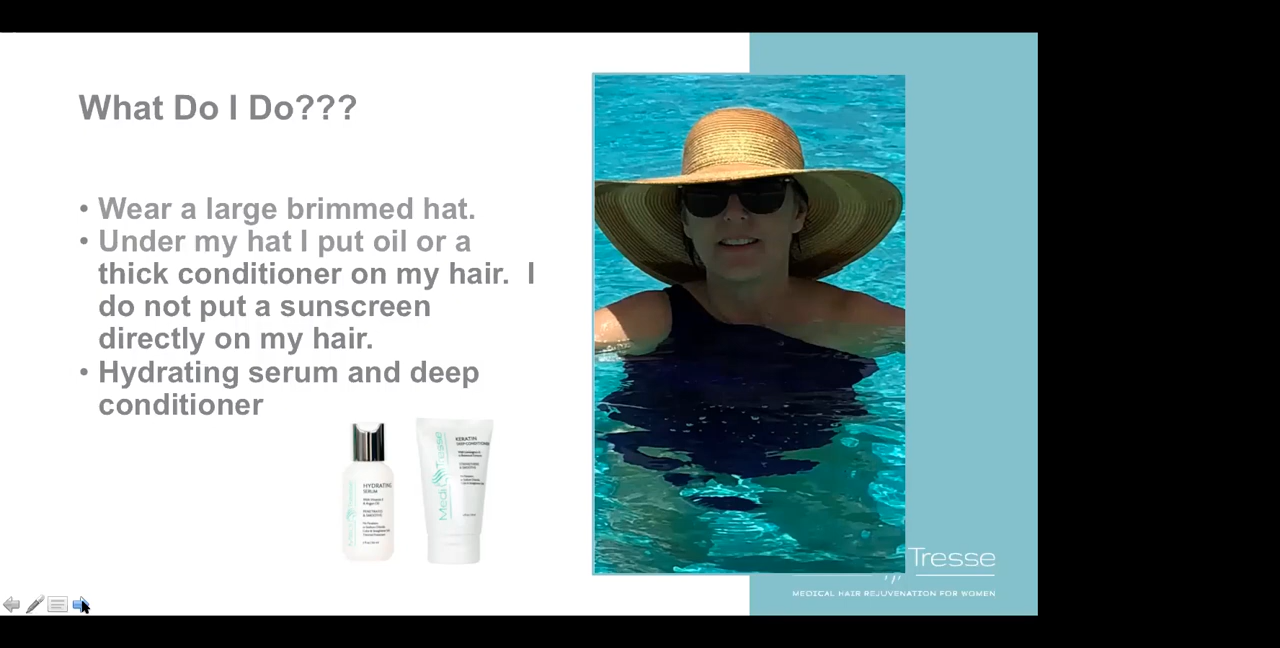 What Do I Do???
• Wear a large brimmed hat.
• Under my hat I put oil or a
thick conditioner on my hair.  I
do not put a sunscreen
directly on my hair.
• Hydrating serum and deep
conditioner
HYDRATING
SERUM
Medi Tresse
KERATIN
Tresse
MEDICAL HAIR REJUVENATION FOR WOMEN